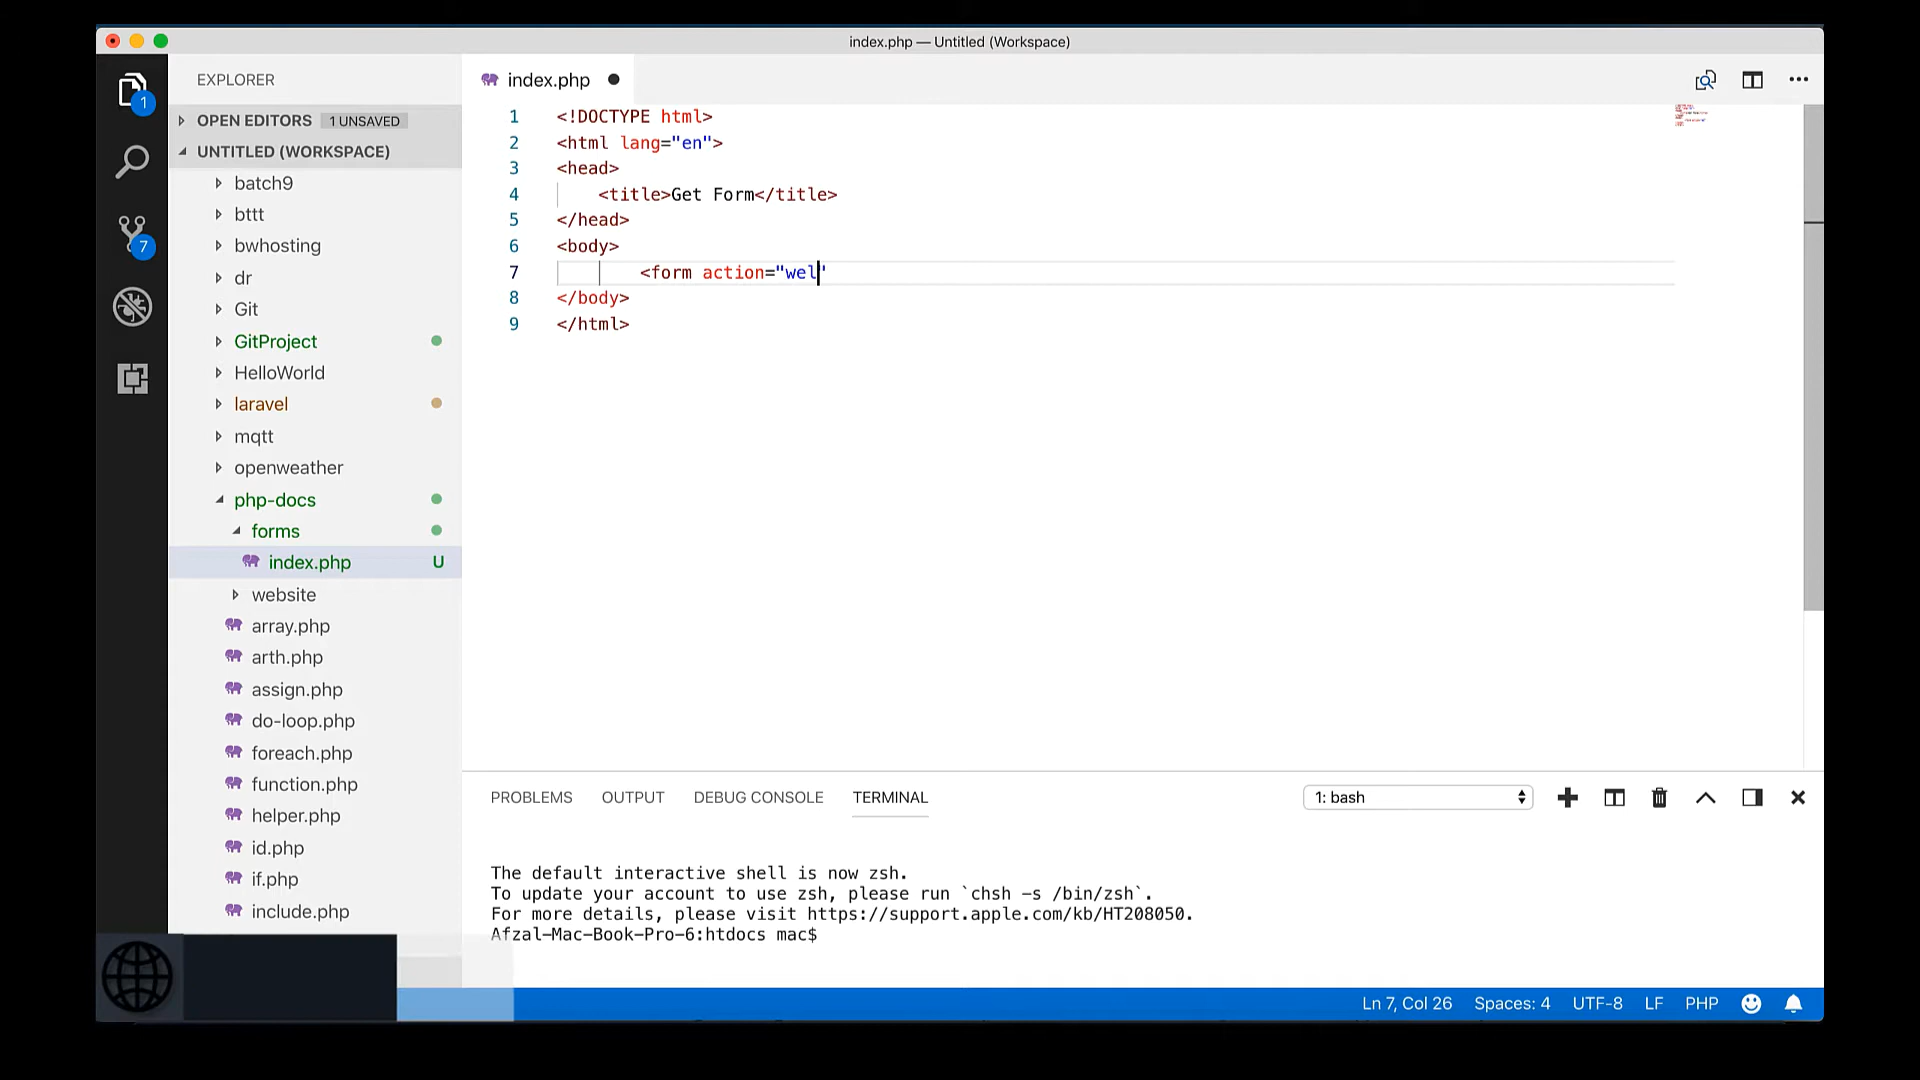 index.php — Untitled (Workspace)
1
7
EXPLORER
OPEN EDITORS 1 UNSAVED
UNTITLED (WORKSPACE)
batch9
bttt
bwhosting
dr
Git
GitProject
HelloWorld
laravel
mqtt
openweather
php-docs
forms
index.php U
website
array.php
arth.php
assign.php
do-loop.php
foreach.php
function.php
helper.php
id.php
if.php
include.php
index.php
1 <!DOCTYPE html>
2 <html lang="en">
3 <head>
4 <title>Get Form</title>
5 </head>
6 <body>
7 <form action="wel"
8 </body>
9 </html>
PROBLEMS OUTPUT DEBUG CONSOLE TERMINAL 1: bash
The default interactive shell is now zsh.
To update your account to use zsh, please run `chsh -s /bin/zsh`.
For more details, please visit https://support.apple.com/kb/HT208050.
Afzal-Mac-Book-Pro-6:htdocs mac$
Ln 7, Col 26 Spaces: 4 UTF-8 LF PHP